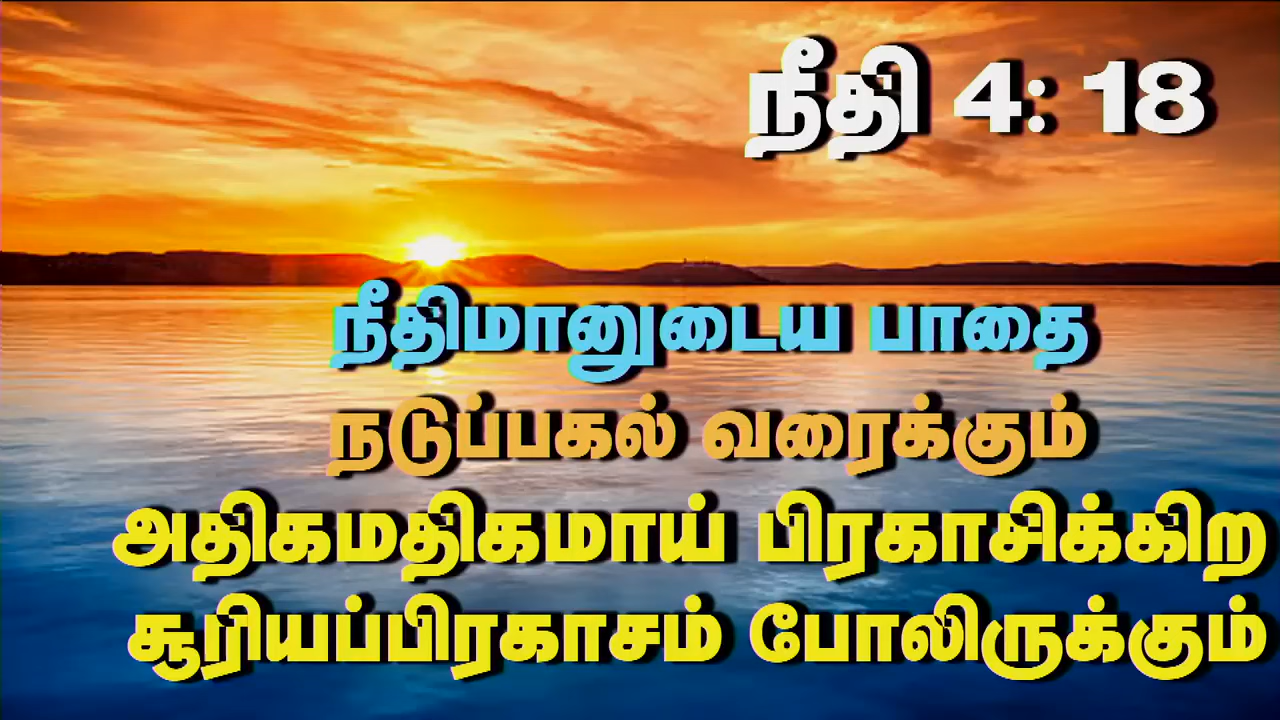 நீதி 4: 18
நீதிமானுடைய பாதை
நடுப்பகல் வரைக்கும்
அதிகமதிகமாய் பிரகாசிக்கிற
சூரியப்பிரகாசம் போலிருக்கும்